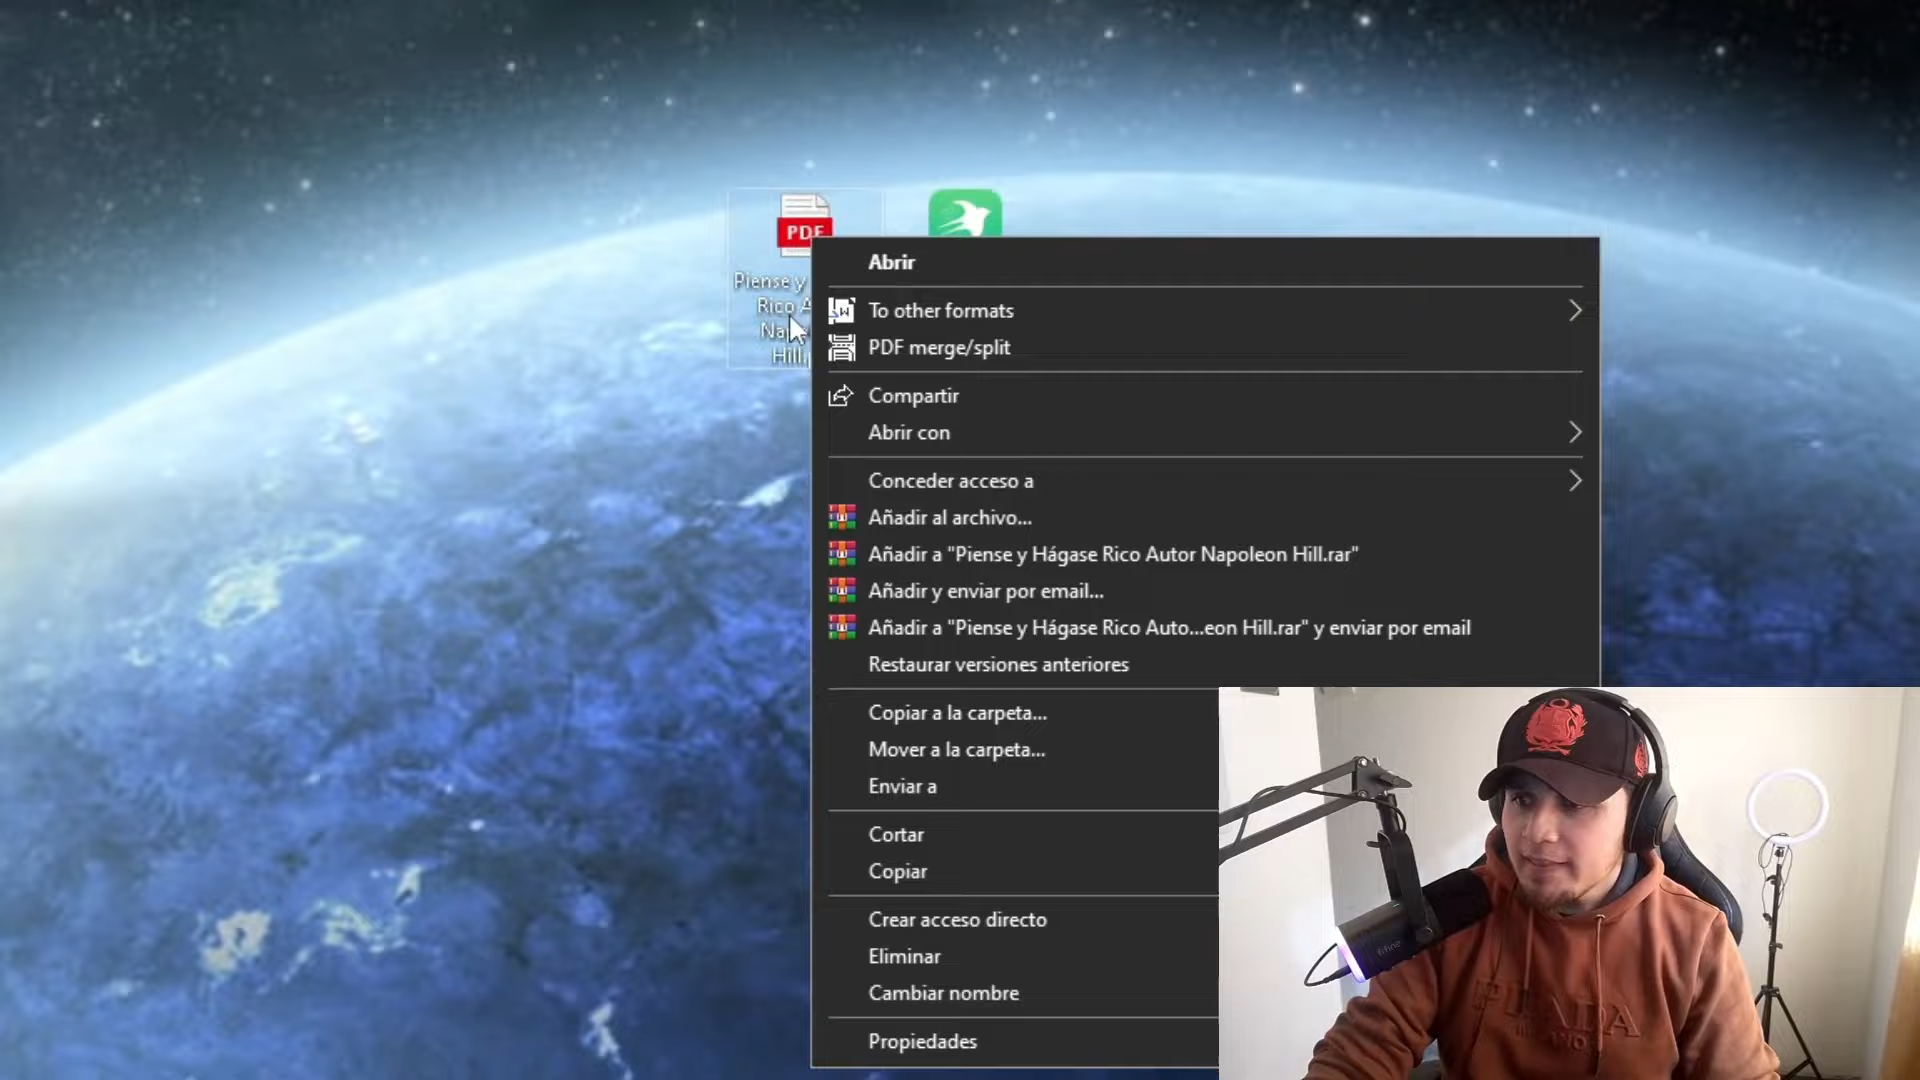 PDF
Piense y
Rico
Hill.
Abrir
To other formats
PDF merge/split
Compartir
Abrir con
Conceder acceso a
Añadir al archivo...
Añadir a "Piense y Hágase Rico Autor Napoleon Hill.rar"
Añadir y enviar por email...
Añadir a "Piense y Hágase Rico Auto...eon Hill.rar" y enviar por email
Restaurar versiones anteriores
Copiar a la carpeta...
Mover a la carpeta...
Enviar a
Cortar
Copiar
Crear acceso directo
Eliminar
Cambiar nombre
Propiedades
fifine